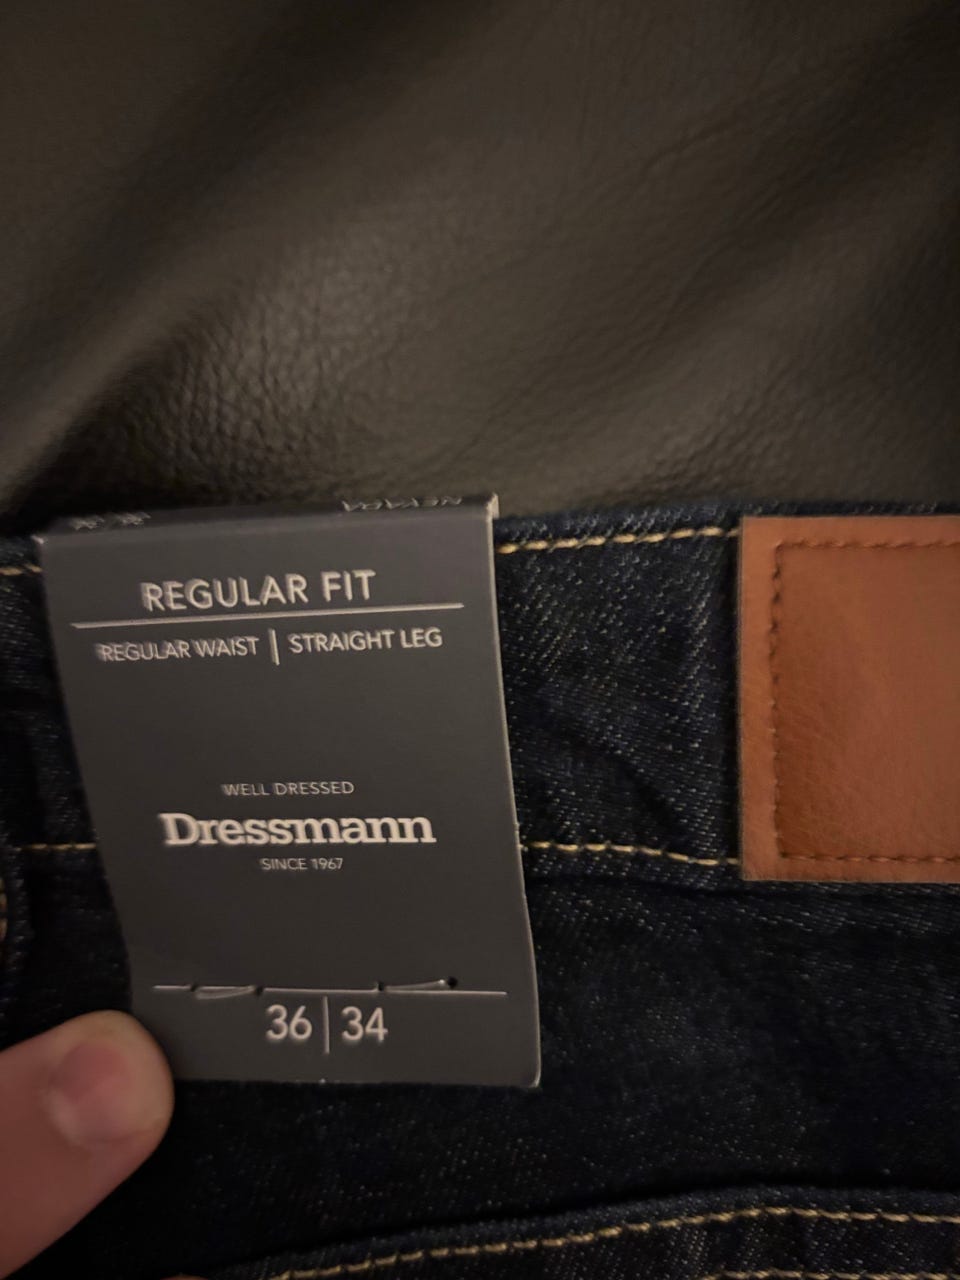 REGULAR FIT
REGULAR WAIST | STRAIGHT LEG
WELL DRESSED
Dressmann
SINCE 1967
36 | 34